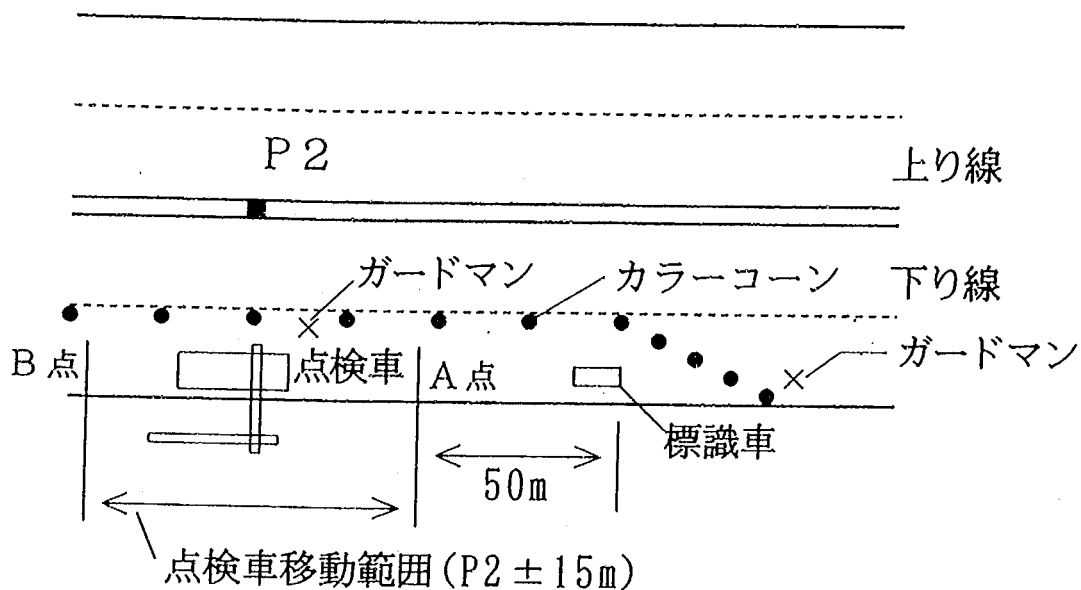 P2
上り線
ガードマン
カラーコーン
下り線
B点
点検車
A点
ガードマン
標識車
50m
点検車移動範囲(P2±15m)